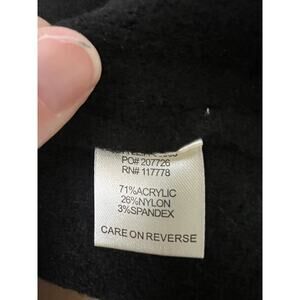 PO# 207726
RN# 117778
71%ACRYLIC
26%NYLON
3%SPANDEX
CARE ON REVERSE